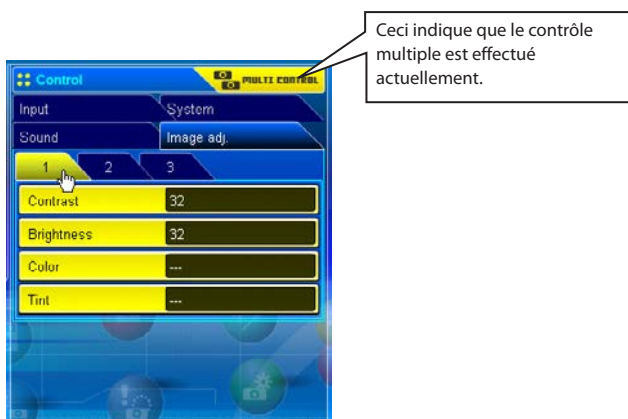 Ceci indique que le contrôle
multiple est effectué
actuellement.
Control
MULTI CONTROL
Input
System
Sound
Image adj.
1
2
3
Contrast
32
Brightness
32
Color
---
Tint
---